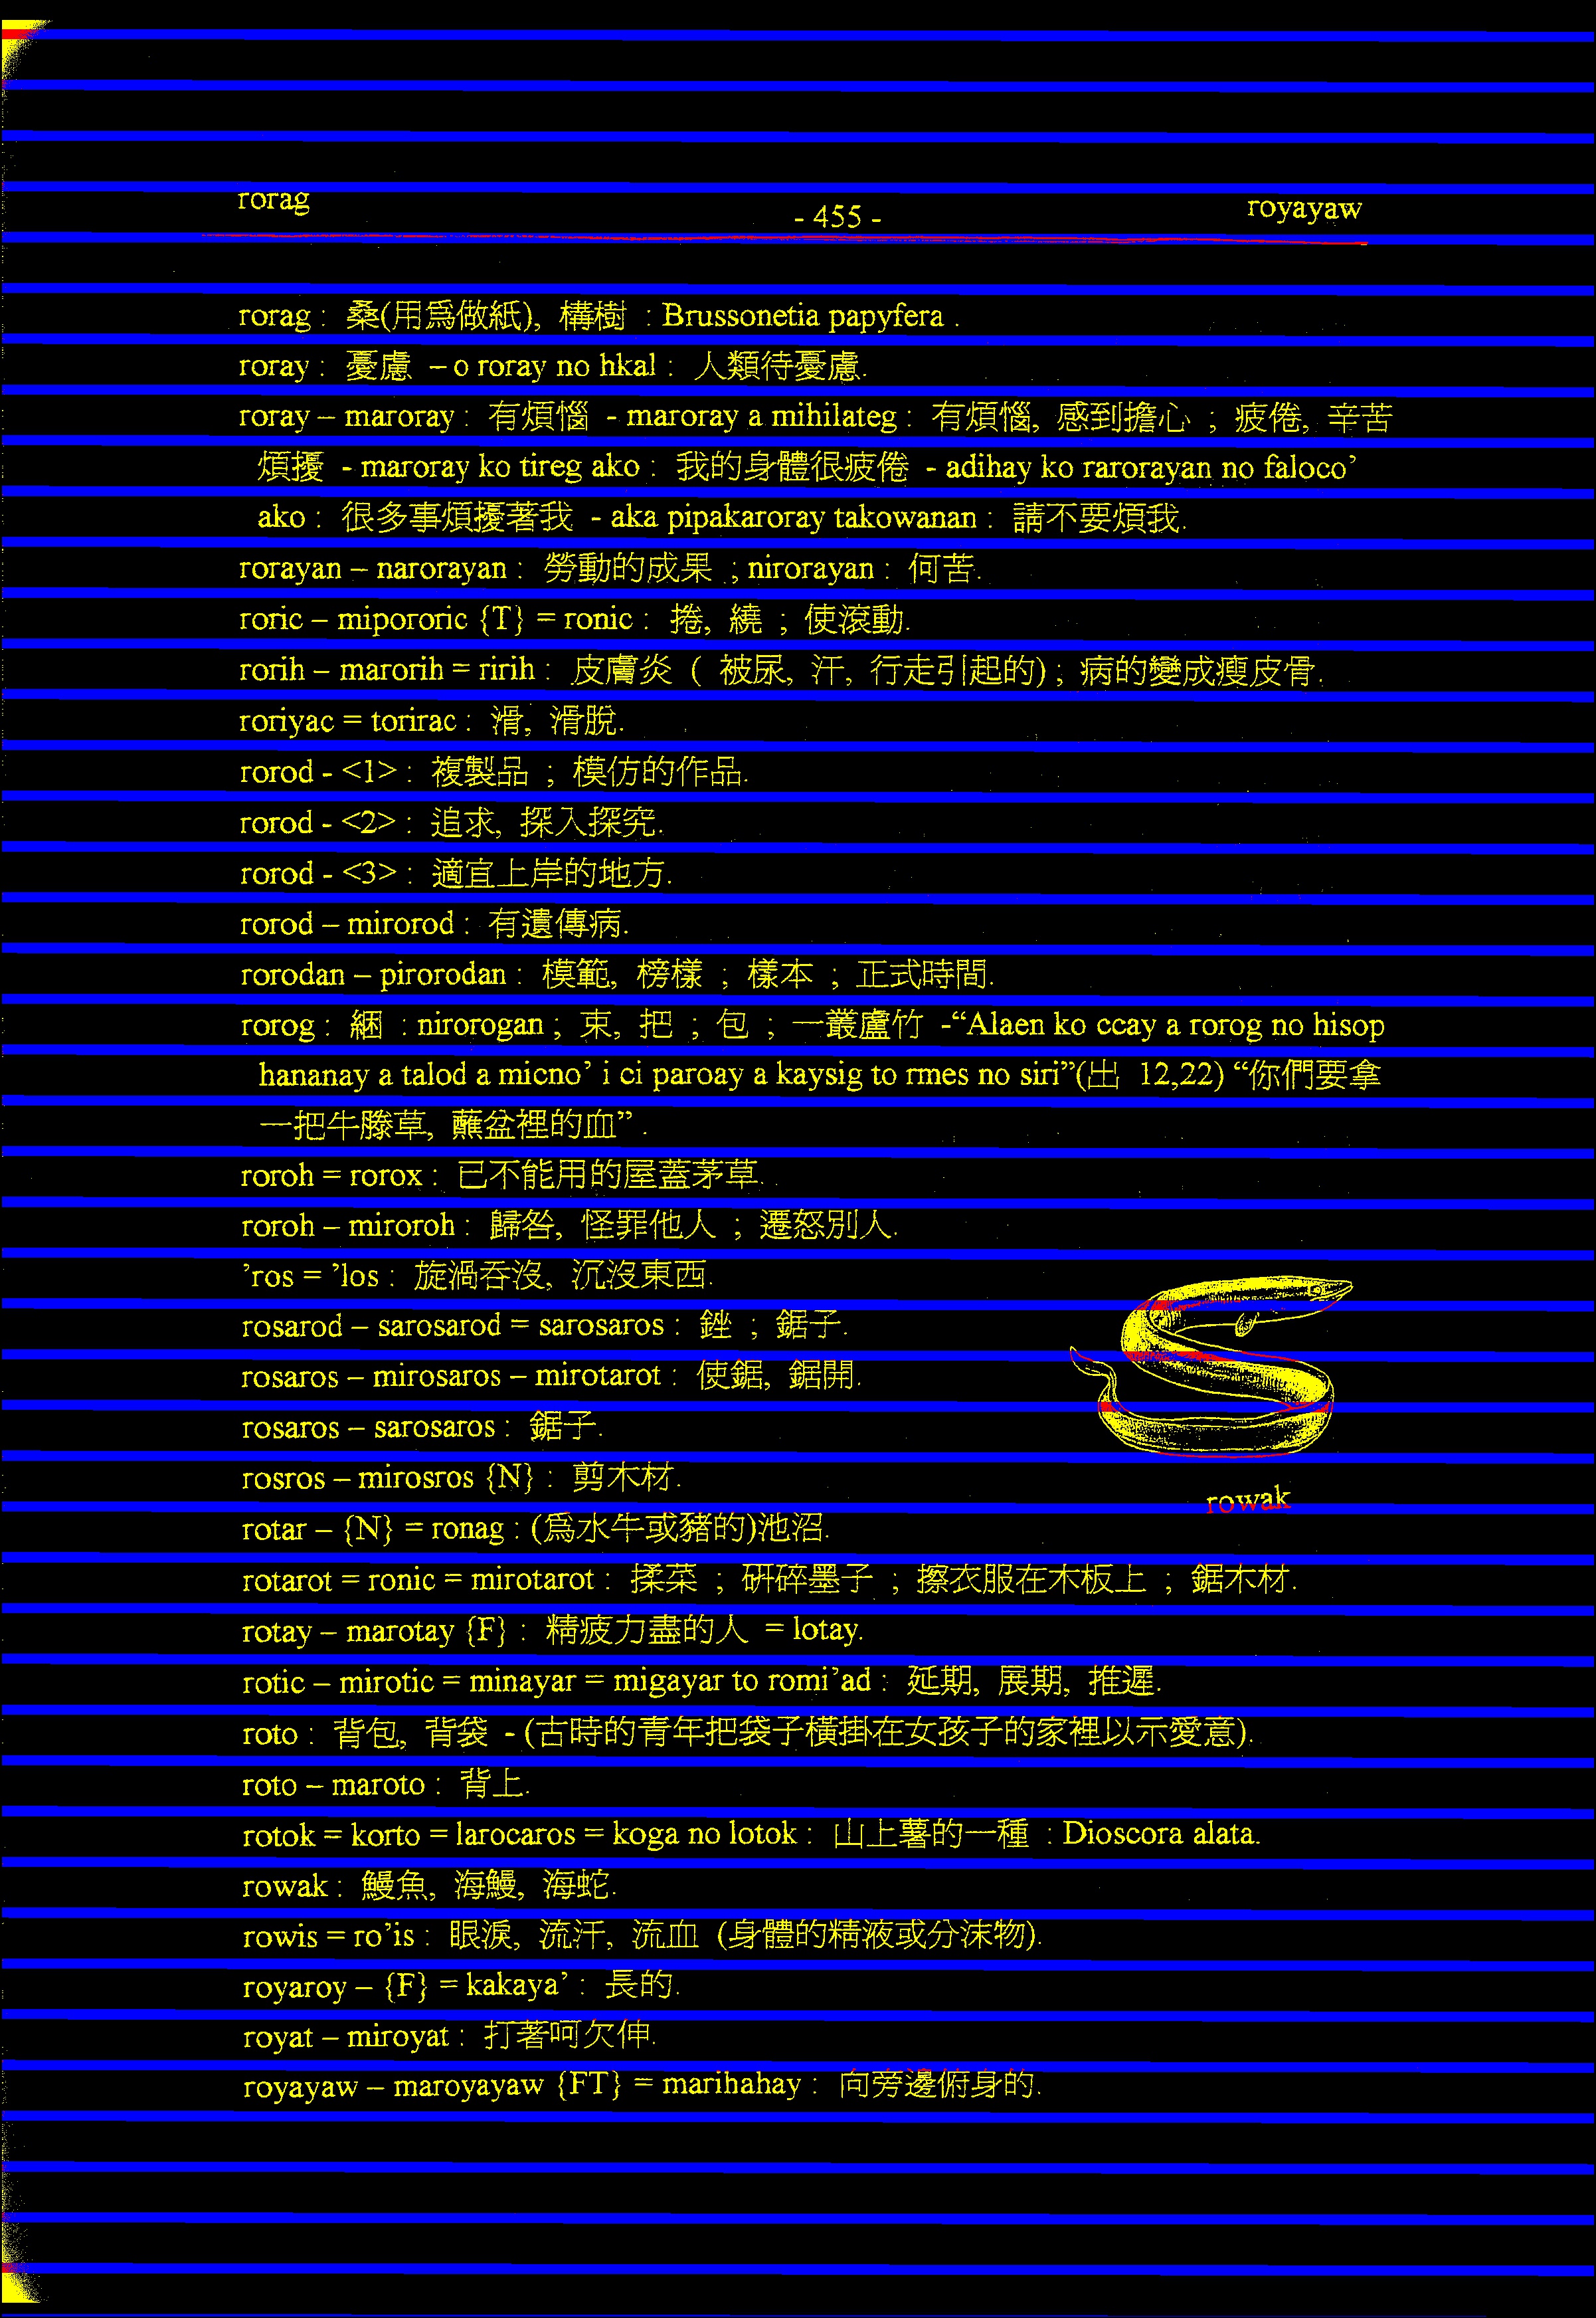 rorag
- 455 -
royayaw
rorag : 桑(用爲做紙), 構樹 : Brussonetia papyfera .
roray : 憂慮 – o roray no hkal : 人類待憂慮.
roray – maroray : 有煩惱 - maroray a mihilateg : 有煩惱, 感到擔心 ; 疲倦, 辛苦
煩擾 - maroray ko tireg ako : 我的身體很疲倦 - adihay ko rarorayan no faloco’
ako : 很多事煩擾著我 - aka pipakaroray takowanan : 請不要煩我.
rorayan – narorayan : 勞動的成果 ; nirorayan : 何苦.
roric – mipororic {T} = ronic : 捲, 繞 ; 使滾動.
rorih – marorih = ririh : 皮膚炎 ( 被尿, 汗, 行走引起的) ; 病的變成瘦皮骨.
roriyac = torirac : 滑, 滑脫.
rorod - <1> : 複製品 ; 模仿的作品.
rorod - <2> : 追求, 探入探究.
rorod - <3> : 適宜上岸的地方.
rorod – mirorod : 有遺傳病.
rorodan – pirorodan : 模範, 榜樣 ; 樣本 ; 正式時間.
rorog : 綑 : nirorogan ; 束, 把 ; 包 ; 一叢蘆竹 -“Alaen ko ccay a rorog no hisop
hananay a talod a micno’ i ci paroay a kaysig to rmes no siri”(出 12,22) “你們要拿
一把牛膝草, 蘸盆裡的血” .
roroh = rorox : 已不能用的屋蓋茅草.
roroh – miroroh : 歸咎, 怪罪他人 ; 遷怒別人.
’ros = ’los : 旋渦吞沒, 沉沒東西.
rosarod – sarosarod = sarosaros : 銼 ; 鋸子.
rosaros – mirosaros – mirotarot : 使鋸, 鋸開.
rosaros – sarosaros : 鋸子.
rosros – mirosros {N} : 剪木材.
rowak
rotar – {N} = ronag : (爲水牛或豬的)池沼.
rotarot = ronic = mirotarot : 揉菜 ; 研碎墨子 ; 擦衣服在木板上 ; 鋸木材.
rotay – marotay {F} : 精疲力盡的人 = lotay.
rotic – mirotic = minayar = migayar to romi’ad : 延期, 展期, 推遲.
roto : 背包, 背袋 - (古時的青年把袋子橫掛在女孩子的家裡以示愛意).
roto – maroto : 背上.
rotok = korto = larocaros = koga no lotok : 山上薯的一種 : Dioscora alata.
rowak : 鰻魚, 海鰻, 海蛇.
rowis = ro’is : 眼淚, 流汗, 流血 (身體的精液或分沫物).
royaroy – {F} = kakaya’ : 長的.
royat – miroyat : 打著呵欠伸.
royayaw – maroyayaw {FT} = marihahay : 向旁邊俯身的.